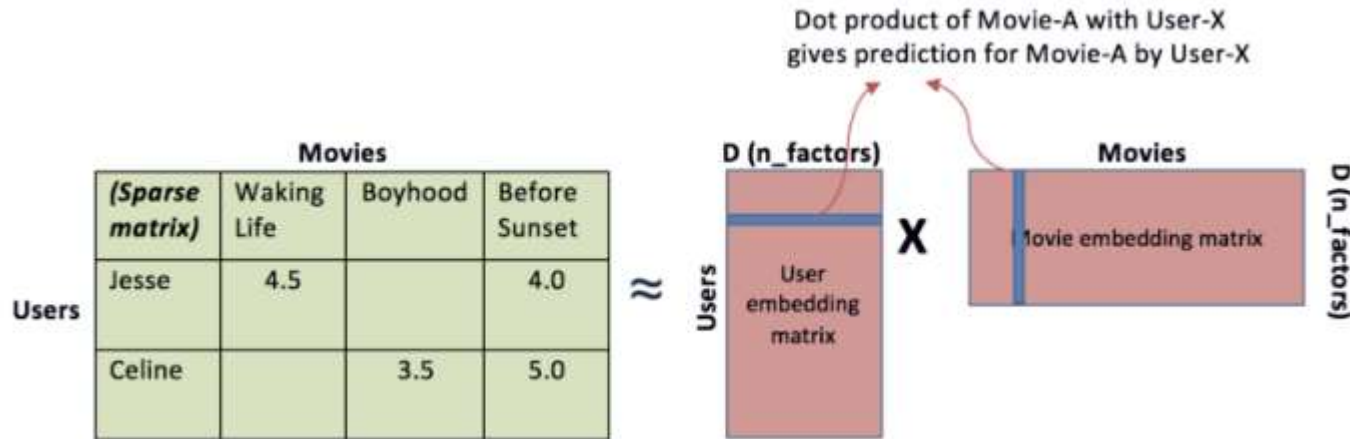 Dot product of Movie-A with User-X
gives prediction for Movie-A by User-X
Movies
(Sparse matrix)
Waking Life
Boyhood
Before Sunset
Users
Jesse
4.5
4.0
Celine
3.5
5.0
≈
D (n_factors)
Users
User
embedding
matrix
X
Movies
Movie embedding matrix
D (n_factors)